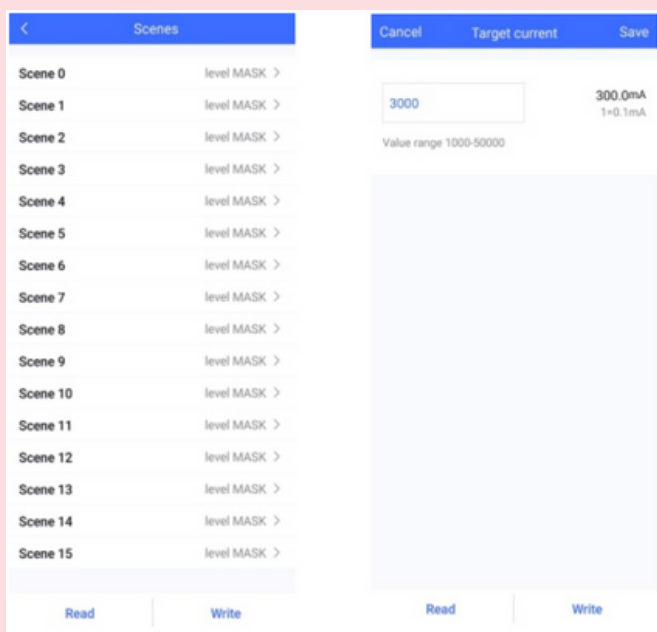 Scenes
Scene 0 level MASK >
Scene 1 level MASK >
Scene 2 level MASK >
Scene 3 level MASK >
Scene 4 level MASK >
Scene 5 level MASK >
Scene 6 level MASK >
Scene 7 level MASK >
Scene 8 level MASK >
Scene 9 level MASK >
Scene 10 level MASK >
Scene 11 level MASK >
Scene 12 level MASK >
Scene 13 level MASK >
Scene 14 level MASK >
Scene 15 level MASK >
Read Write
Cancel Target current Save
3000 300.0mA
1=0.1mA
Value range 1000-50000
Read Write